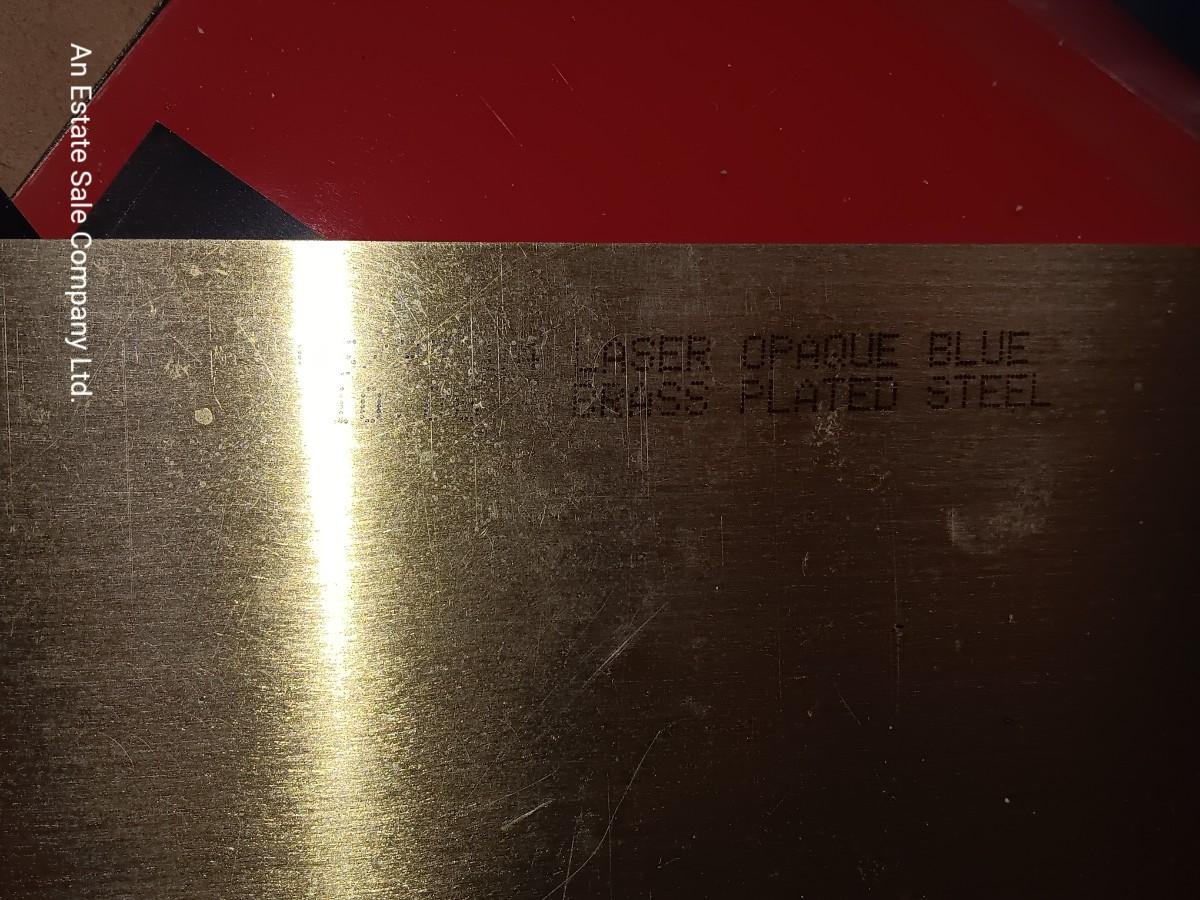 An Estate Sale Company Ltd.
LASER OPAQUE BLUE
BRASS PLATED STEEL